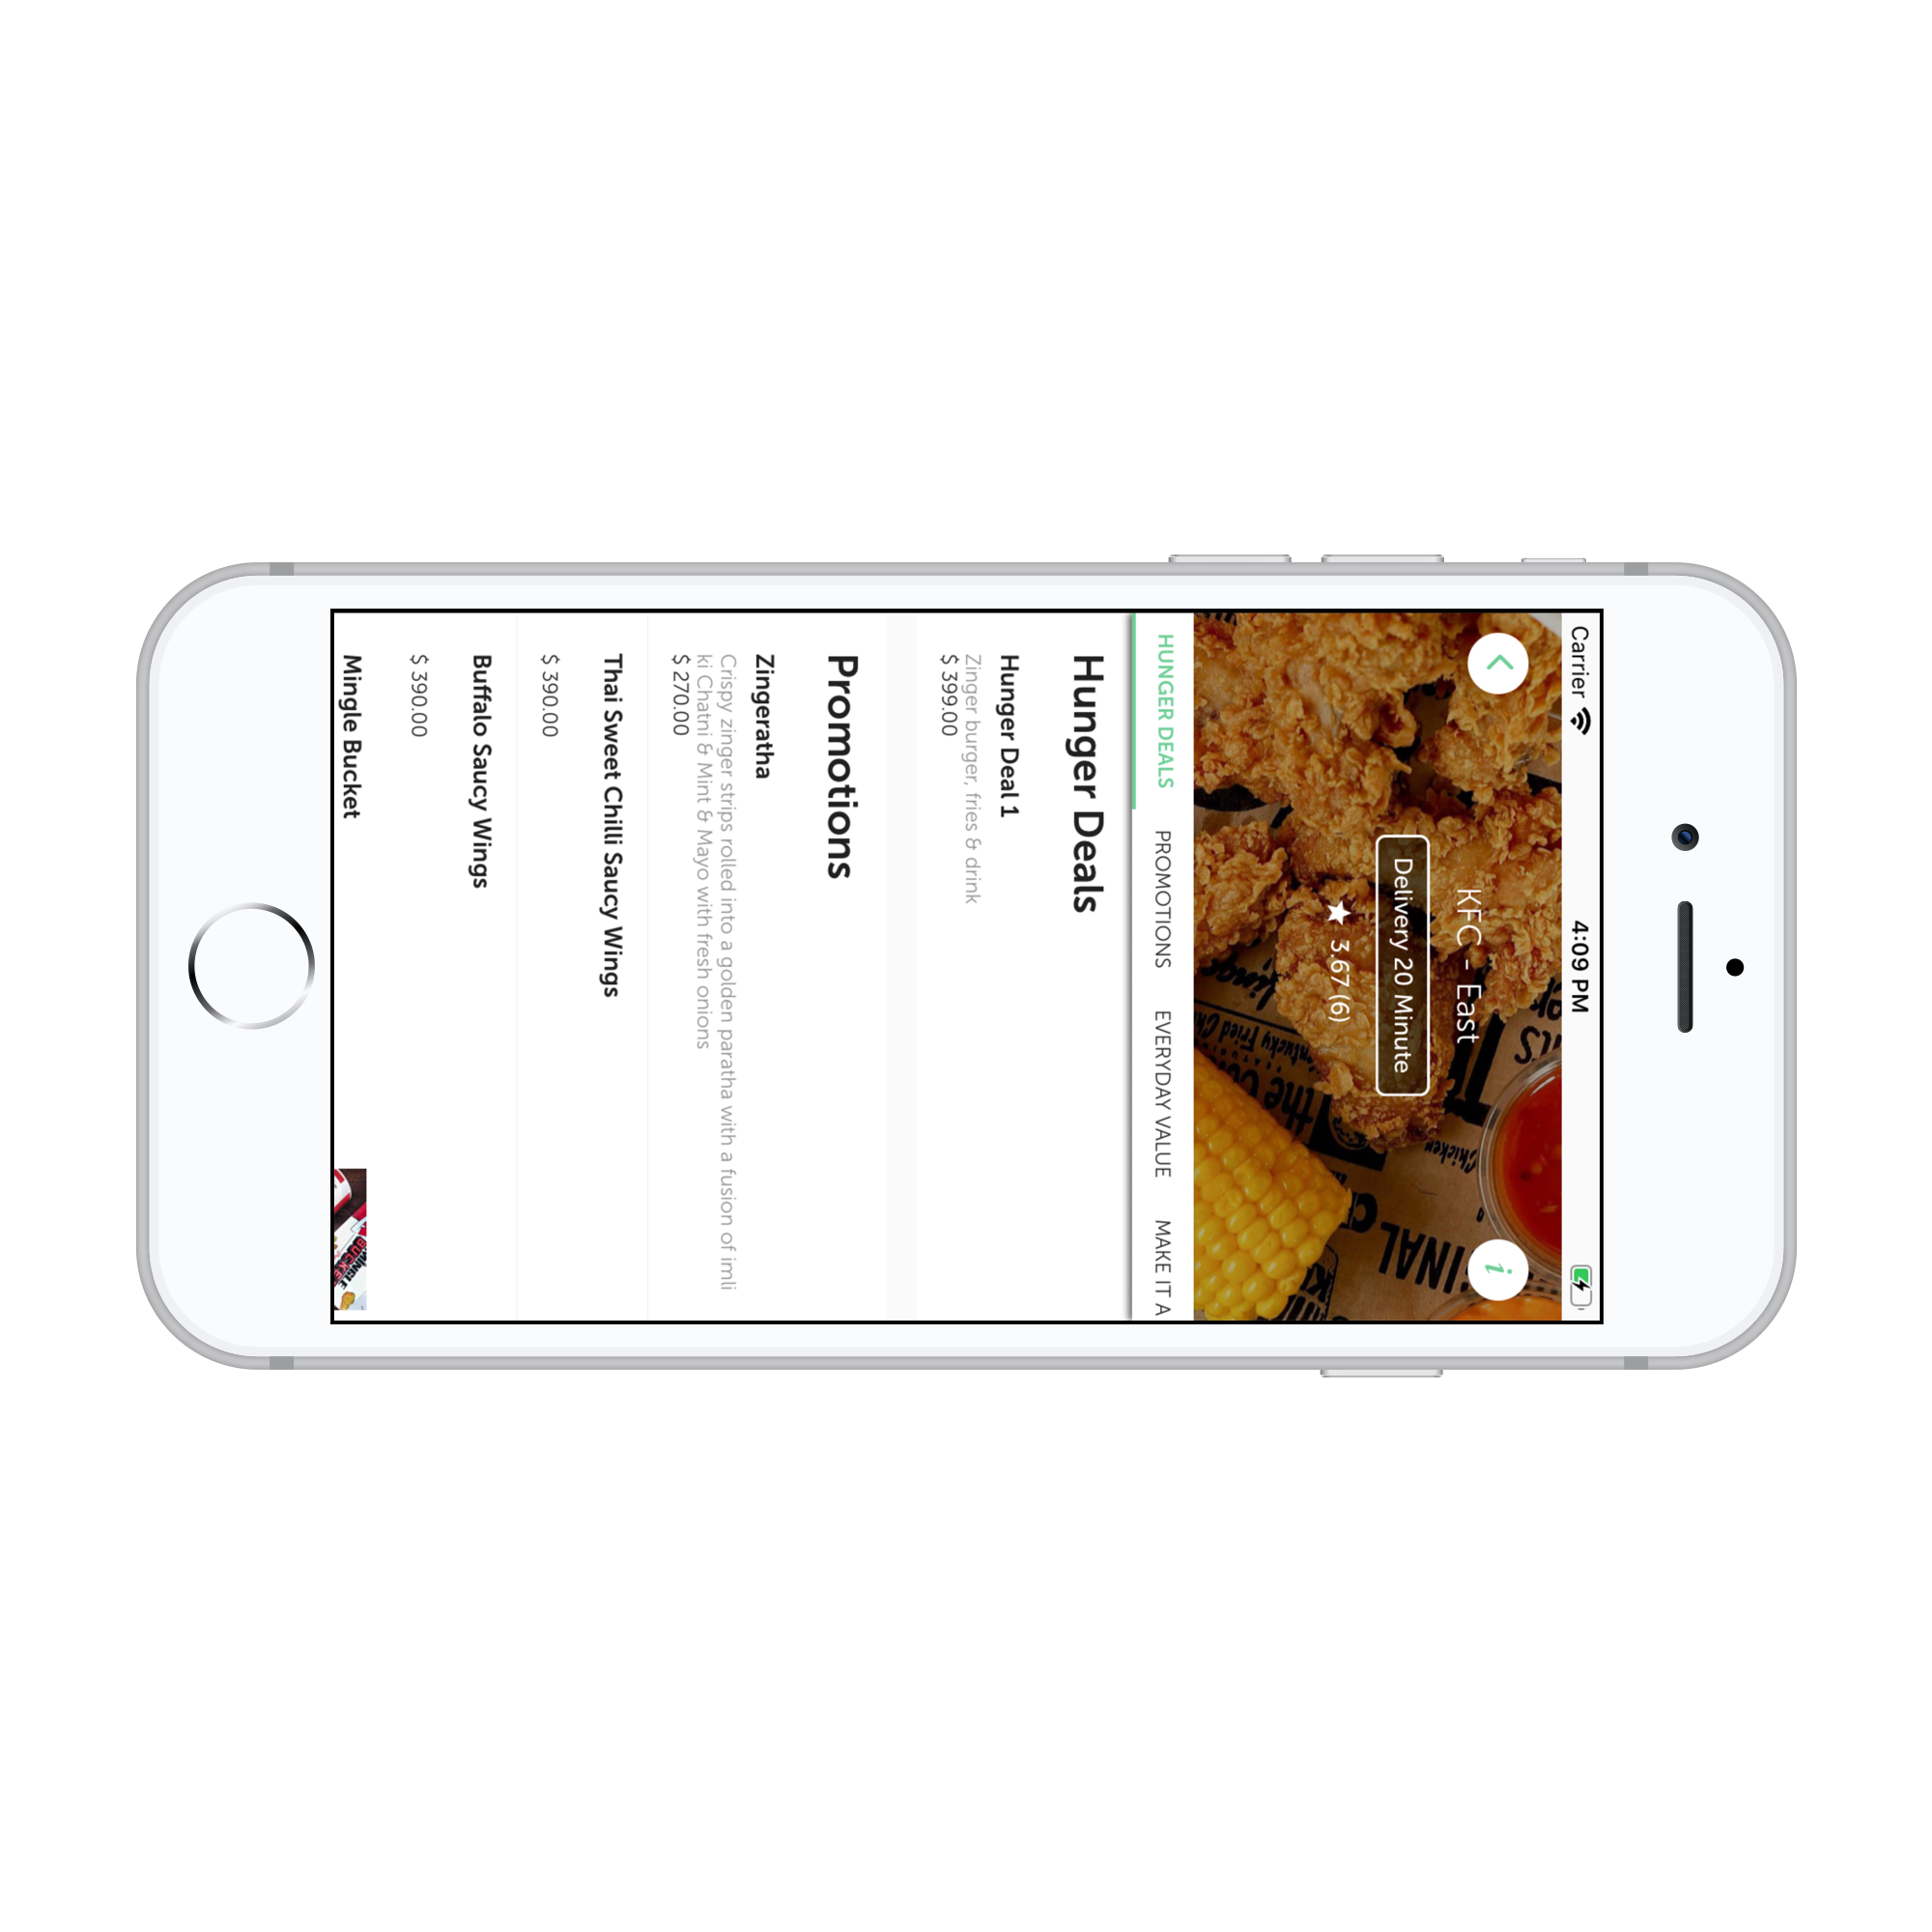 Carrier
4:09 PM
KFC - East
Delivery 20 Minute
3.67 (6)
HUNGER DEALS
PROMOTIONS
EVERYDAY VALUE
MAKE IT A
Hunger Deals
Hunger Deal 1
Zinger burger, fries & drink
$ 399.00
Promotions
Zingeratha
Crispy zinger strips rolled into a golden paratha with a fusion of imli
ki Chatni & Mint & Mayo with fresh onions
$ 270.00
Thai Sweet Chilli Saucy Wings
$ 390.00
Buffalo Saucy Wings
$ 390.00
Mingle Bucket